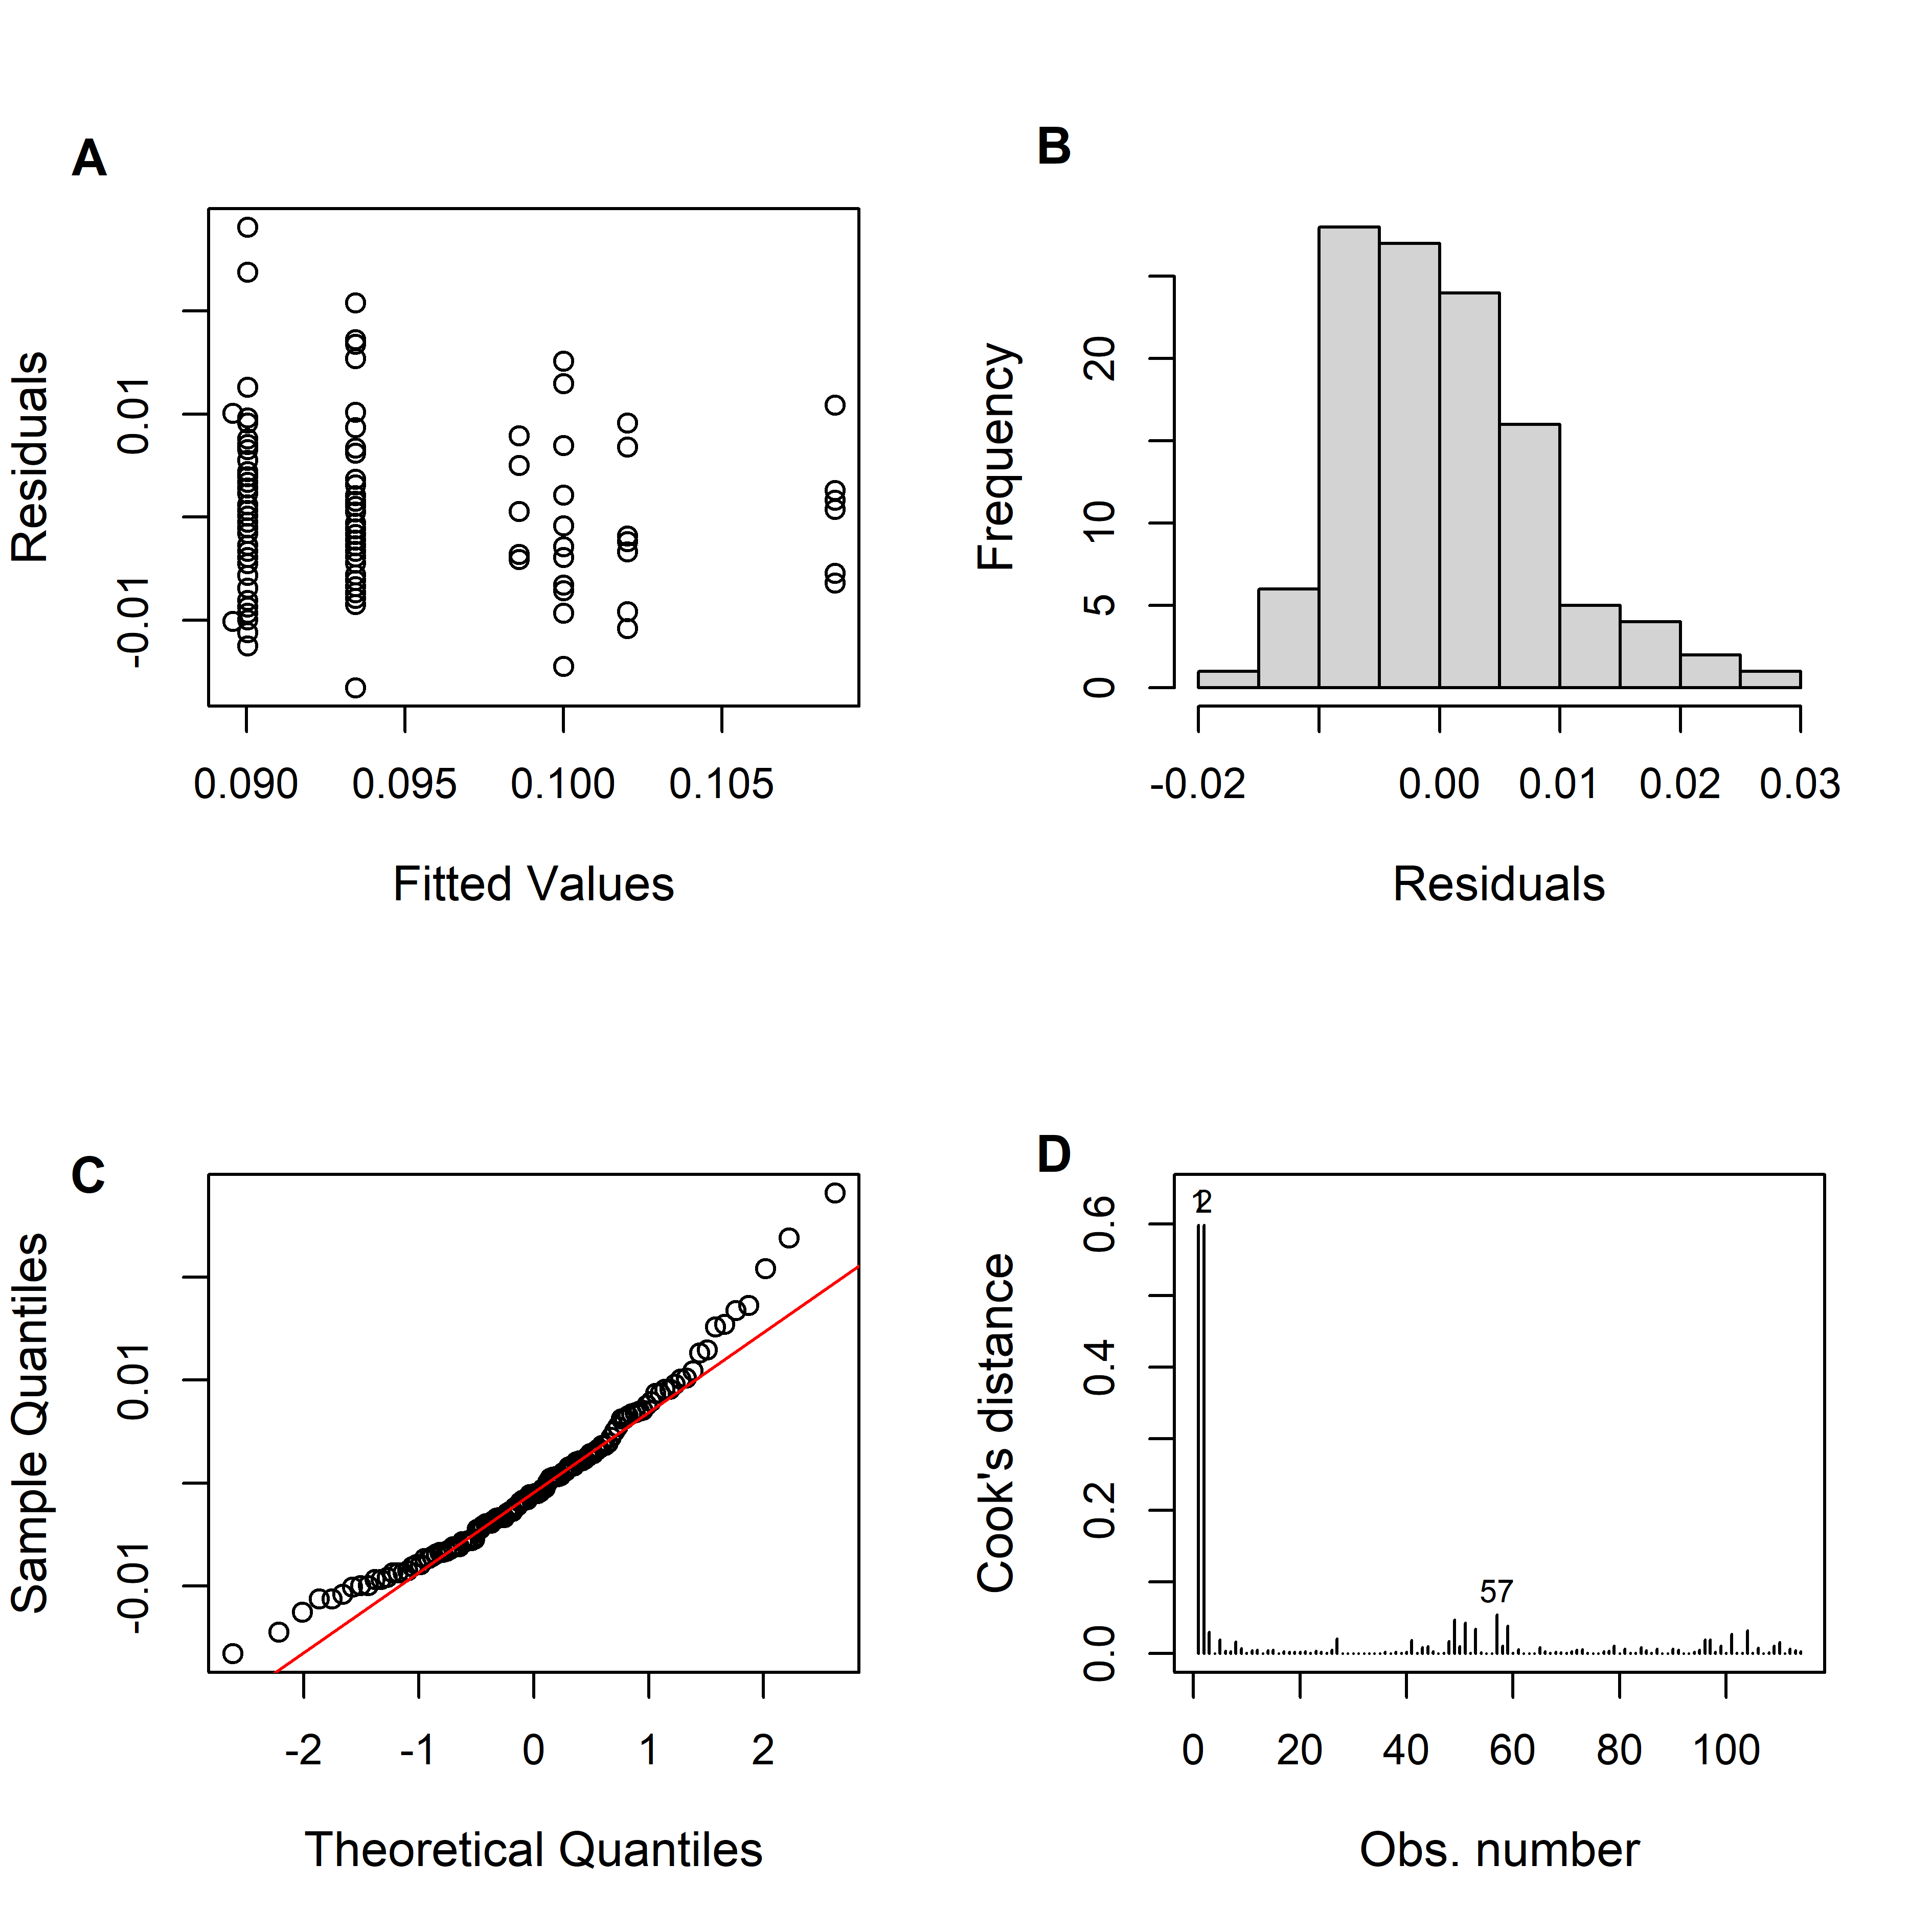 A
Residuals
0.01
-0.01
0.090 0.095 0.100 0.105
Fitted Values
B
Frequency
20
10
5
0
-0.02 0.00 0.01 0.02 0.03
Residuals
C
Sample Quantiles
0.01
-0.01
-2 -1 0 1 2
Theoretical Quantiles
D
Cook's distance
0.6
0.4
0.2
0.0
1 2
57
0 20 40 60 80 100
Obs. number